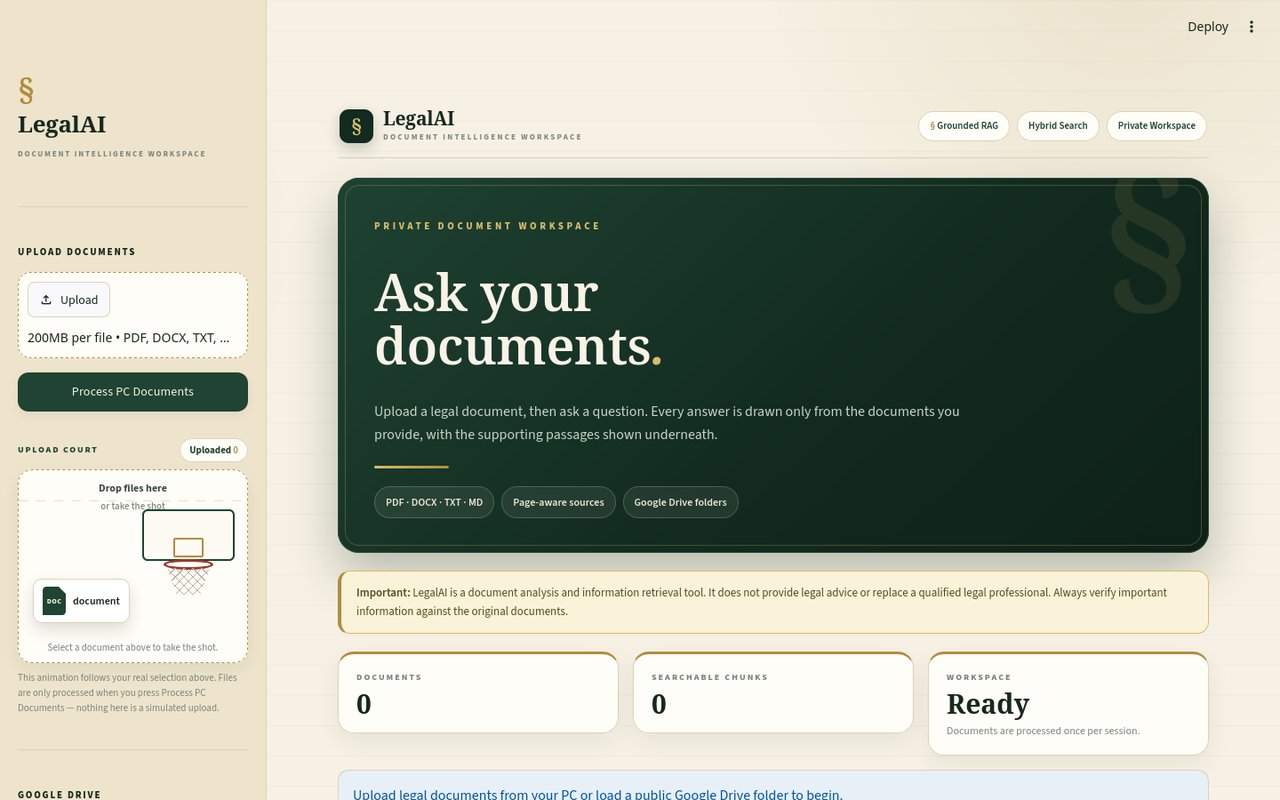 Deploy
§
LegalAI
DOCUMENT INTELLIGENCE WORKSPACE
UPLOAD DOCUMENTS
Upload
200MB per file • PDF, DOCX, TXT, ...
Process PC Documents
UPLOAD COURT
Uploaded 0
Drop files here
or take the shot
DOC
document
Select a document above to take the shot.
This animation follows your real selection above. Files
are only processed when you press Process PC
Documents — nothing here is a simulated upload.
GOOGLE DRIVE
§
LegalAI
DOCUMENT INTELLIGENCE WORKSPACE
§ Grounded RAG
Hybrid Search
Private Workspace
§
PRIVATE DOCUMENT WORKSPACE
Ask your
documents.
Upload a legal document, then ask a question. Every answer is drawn only from the documents you
provide, with the supporting passages shown underneath.
PDF · DOCX · TXT · MD
Page-aware sources
Google Drive folders
Important: LegalAI is a document analysis and information retrieval tool. It does not provide legal advice or replace a qualified legal professional. Always verify important
information against the original documents.
DOCUMENTS
0
SEARCHABLE CHUNKS
0
WORKSPACE
Ready
Documents are processed once per session.
Upload legal documents from your PC or load a public Google Drive folder to begin.